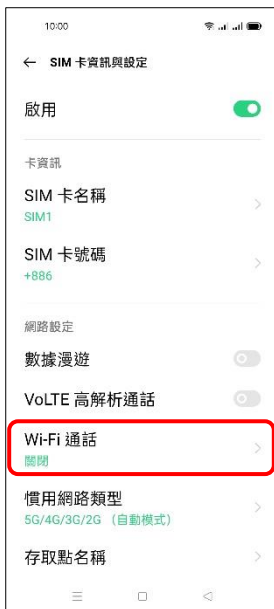 10:00
← SIM 卡資訊與設定
啟用
卡資訊
SIM 卡名稱
SIM1
SIM 卡號碼
+886
網路設定
數據漫遊
VoLTE 高解析通話
Wi-Fi 通話
關閉
慣用網路類型
5G/4G/3G/2G （自動模式）
存取點名稱